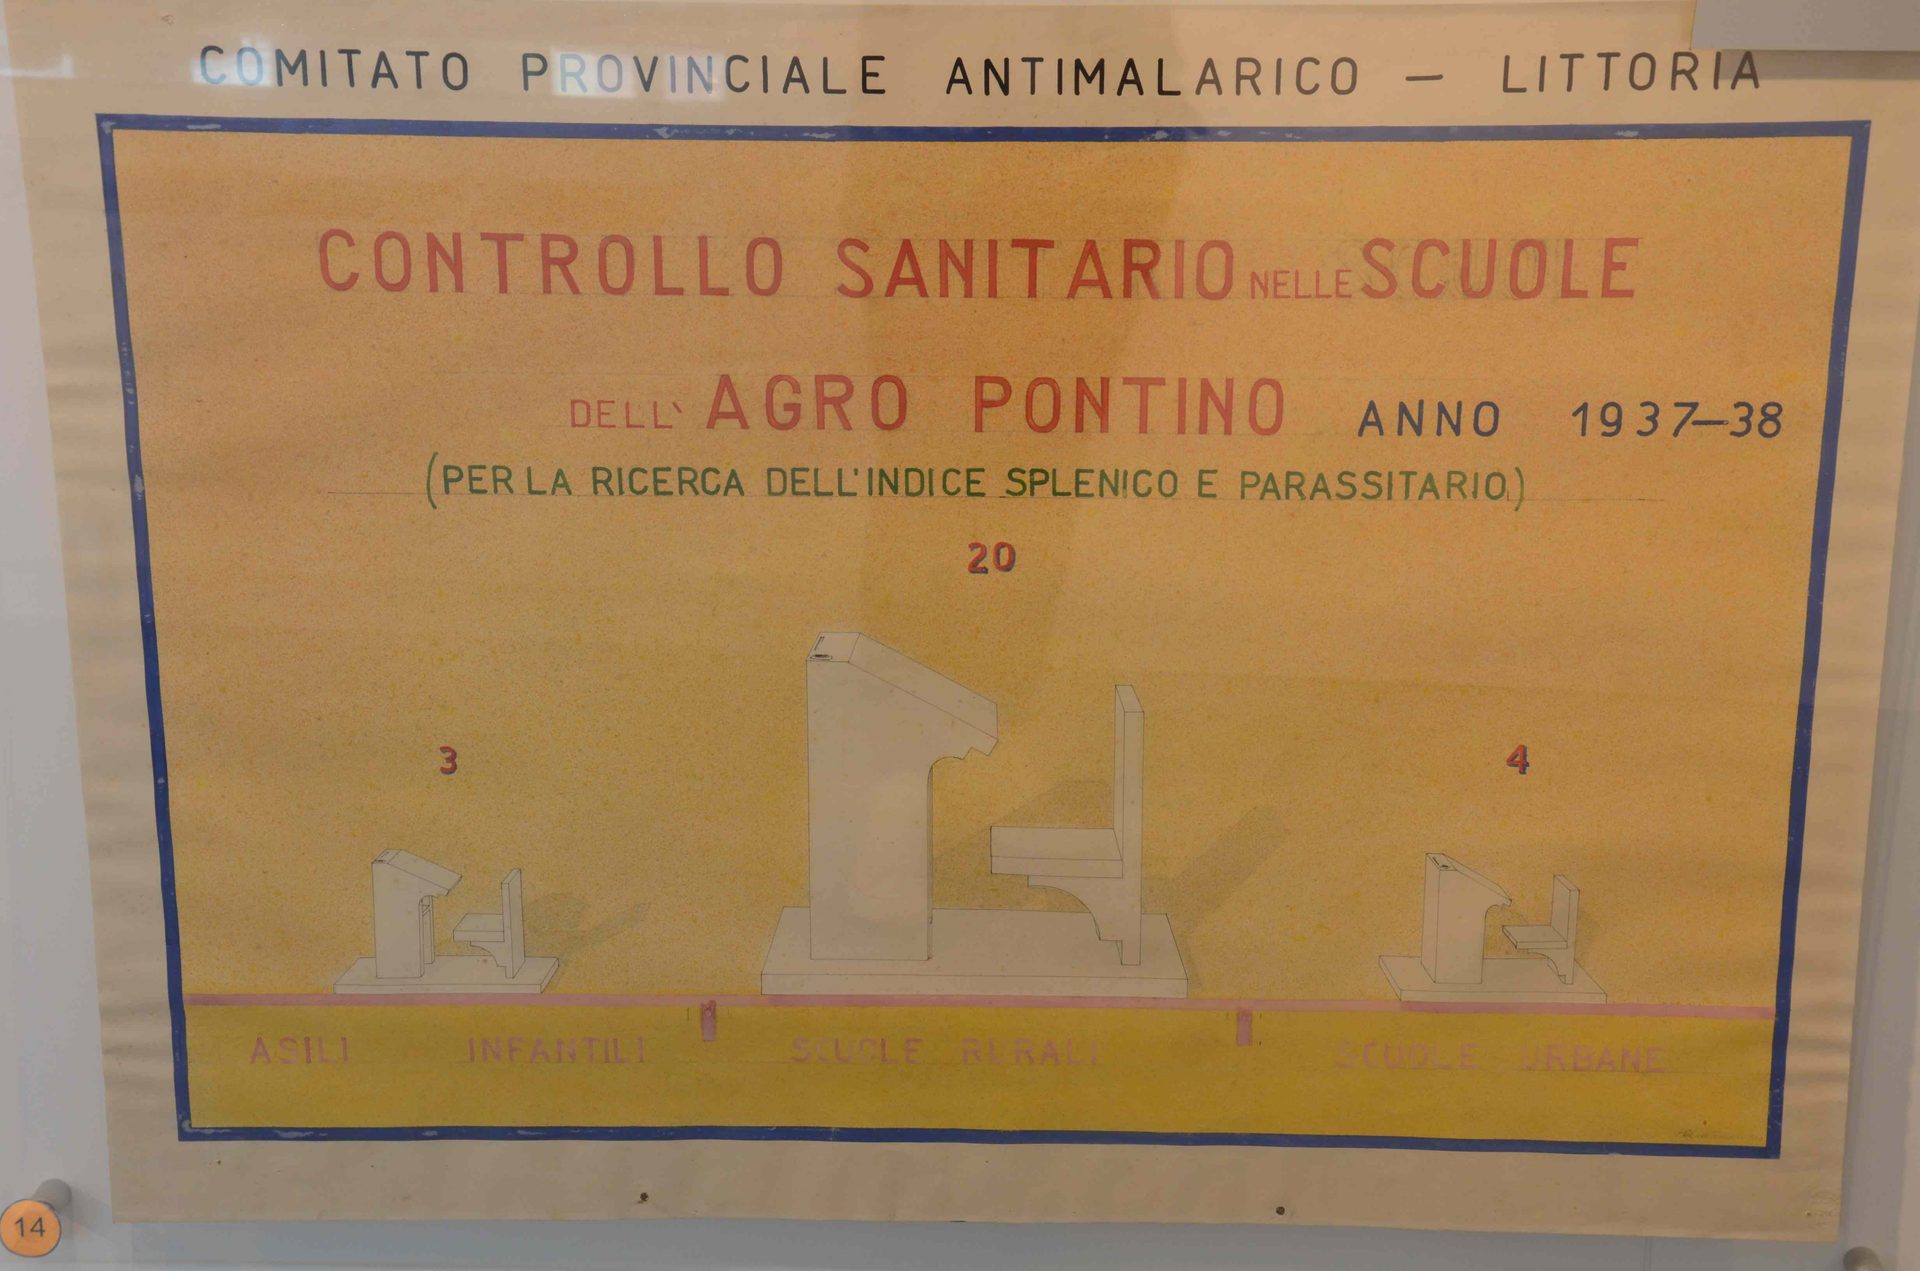 COMITATO PROVINCIALE ANTIMALARICO — LITTORIA
CONTROLLO SANITARIO NELLE SCUOLE
DELL' AGRO PONTINO ANNO 1937-38
(PER LA RICERCA DELL'INDICE SPLENICO E PARASSITARIO)
20
3
4
ASILI INFANTILI
SCUOLE RURALI
SCUOLE URBANE
14